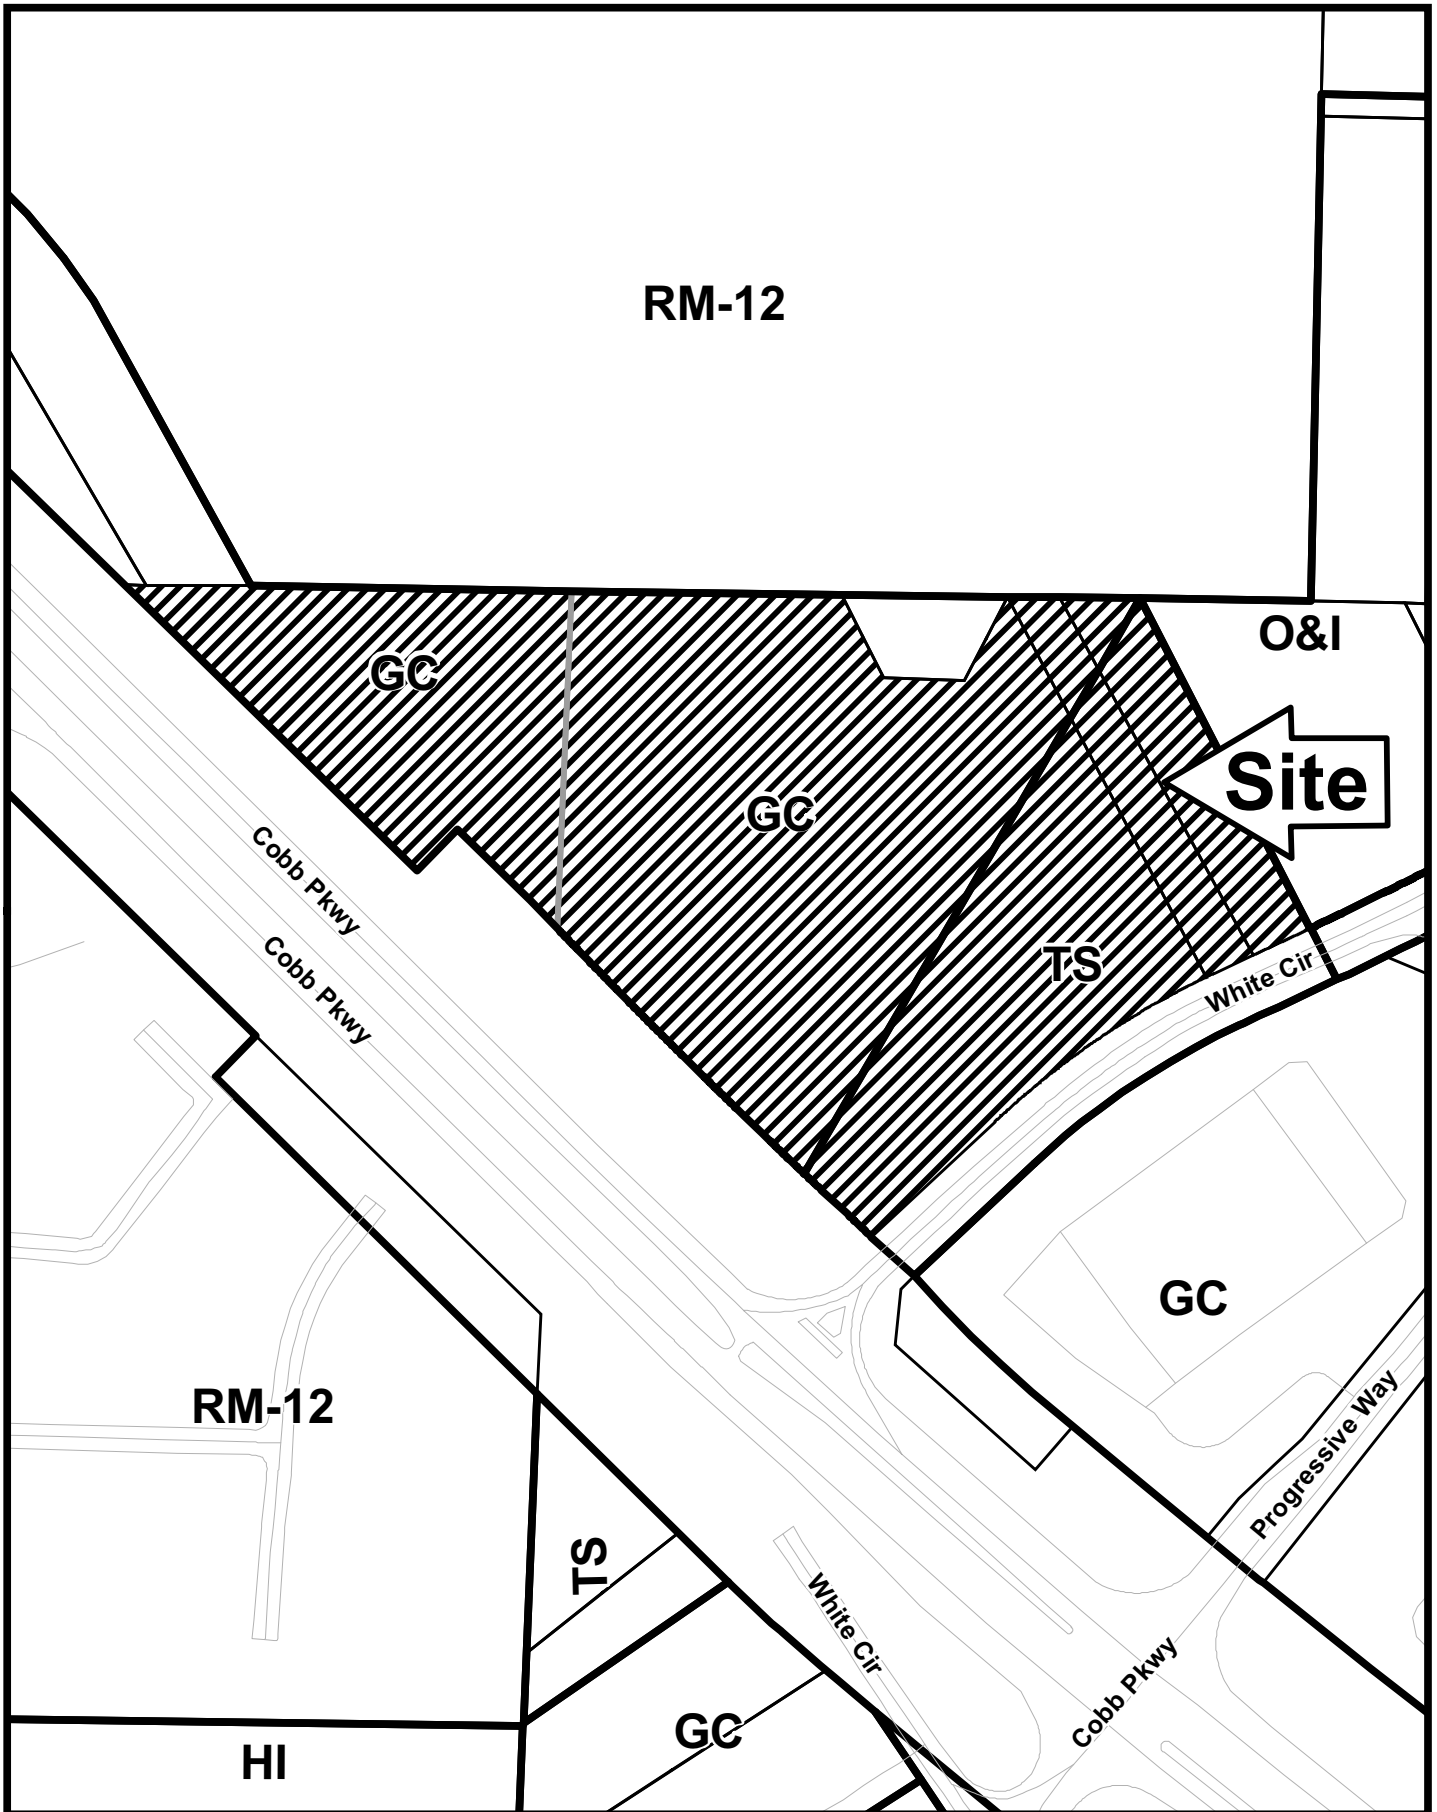 RM-12
O&I
GC
Site
GC
Cobb Pkwy
TS
White Cir
Cobb Pkwy
GC
RM-12
Progressive Way
TS
White Cir
Cobb Pkwy
GC
HI